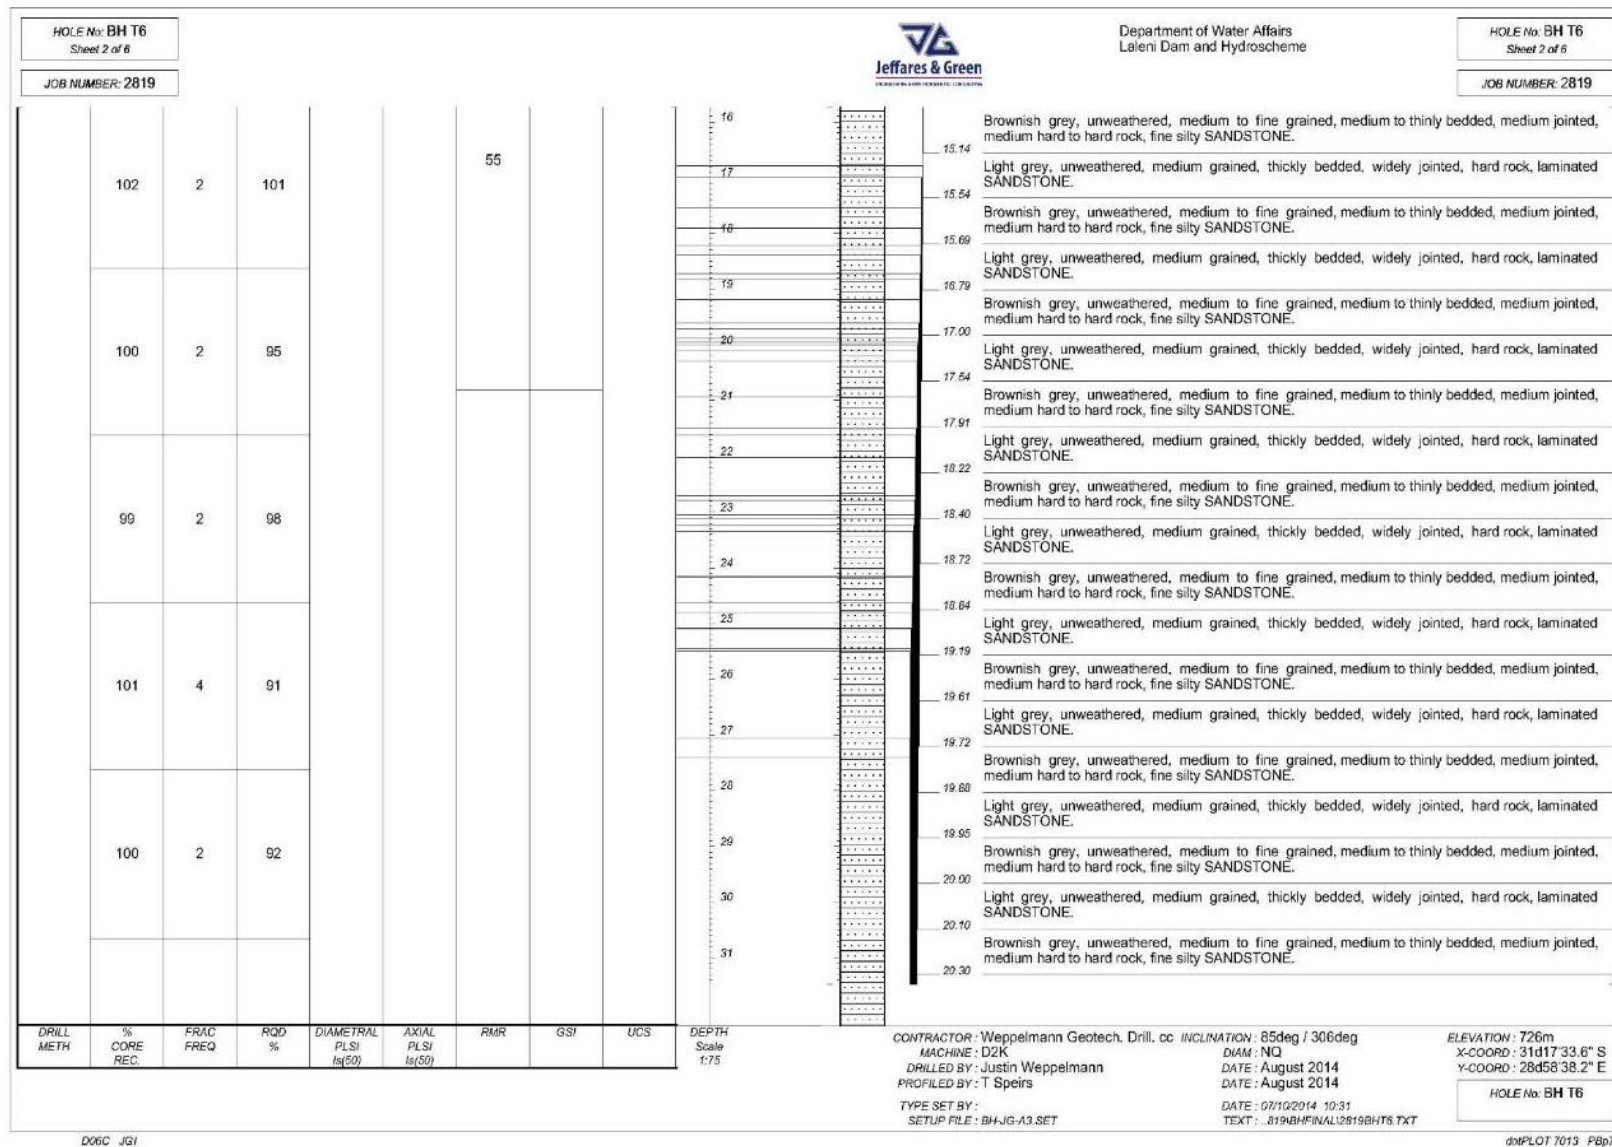 HOLE No: BH T6
Sheet 2 of 6
JOB NUMBER: 2819
JG
Jeffares & Green
Department of Water Affairs
Laleni Dam and Hydroscheme
HOLE No: BH T6
Sheet 2 of 6
JOB NUMBER: 2819
102 2 101
55
100 2 95
99 2 98
101 4 91
100 2 92
16
17
18
19
20
21
22
23
24
25
26
27
28
29
30
31
Brownish grey, unweathered, medium to fine grained, medium to thinly bedded, medium jointed,
medium hard to hard rock, fine silty SANDSTONE.
15.14
Light grey, unweathered, medium grained, thickly bedded, widely jointed, hard rock, laminated
SANDSTONE.
15.54
Brownish grey, unweathered, medium to fine grained, medium to thinly bedded, medium jointed,
medium hard to hard rock, fine silty SANDSTONE.
15.69
Light grey, unweathered, medium grained, thickly bedded, widely jointed, hard rock, laminated
SANDSTONE.
16.79
Brownish grey, unweathered, medium to fine grained, medium to thinly bedded, medium jointed,
medium hard to hard rock, fine silty SANDSTONE.
17.00
Light grey, unweathered, medium grained, thickly bedded, widely jointed, hard rock, laminated
SANDSTONE.
17.54
Brownish grey, unweathered, medium to fine grained, medium to thinly bedded, medium jointed,
medium hard to hard rock, fine silty SANDSTONE.
17.91
Light grey, unweathered, medium grained, thickly bedded, widely jointed, hard rock, laminated
SANDSTONE.
18.22
Brownish grey, unweathered, medium to fine grained, medium to thinly bedded, medium jointed,
medium hard to hard rock, fine silty SANDSTONE.
18.40
Light grey, unweathered, medium grained, thickly bedded, widely jointed, hard rock, laminated
SANDSTONE.
18.72
Brownish grey, unweathered, medium to fine grained, medium to thinly bedded, medium jointed,
medium hard to hard rock, fine silty SANDSTONE.
18.84
Light grey, unweathered, medium grained, thickly bedded, widely jointed, hard rock, laminated
SANDSTONE.
19.19
Brownish grey, unweathered, medium to fine grained, medium to thinly bedded, medium jointed,
medium hard to hard rock, fine silty SANDSTONE.
19.61
Light grey, unweathered, medium grained, thickly bedded, widely jointed, hard rock, laminated
SANDSTONE.
19.72
Brownish grey, unweathered, medium to fine grained, medium to thinly bedded, medium jointed,
medium hard to hard rock, fine silty SANDSTONE.
19.88
Light grey, unweathered, medium grained, thickly bedded, widely jointed, hard rock, laminated
SANDSTONE.
19.95
Brownish grey, unweathered, medium to fine grained, medium to thinly bedded, medium jointed,
medium hard to hard rock, fine silty SANDSTONE.
20.00
Light grey, unweathered, medium grained, thickly bedded, widely jointed, hard rock, laminated
SANDSTONE.
20.10
Brownish grey, unweathered, medium to fine grained, medium to thinly bedded, medium jointed,
medium hard to hard rock, fine silty SANDSTONE.
20.30
DRILL METH
% CORE REC.
FRAC FREQ
RQD %
DIAMETRAL PLSI Is(50)
AXIAL PLSI Is(50)
RMR
GSI
UCS
DEPTH Scale 1:75
CONTRACTOR : Weppelmann Geotech. Drill. cc INCLINATION : 85deg / 306deg ELEVATION : 726m
MACHINE : D2K DIAM : NQ X-COORD : 31d17'33.6" S
DRILLED BY : Justin Weppelmann DATE : August 2014 Y-COORD : 28d58'38.2" E
PROFILED BY : T Speirs DATE : August 2014
HOLE No: BH T6
TYPE SET BY : DATE : 07/10/2014 10:31
SETUP FILE : BH-JG-A3.SET TEXT : ..819\BHFINAL\2819BHT6.TXT
D06C JGI dotPLOT 7013 PBp7